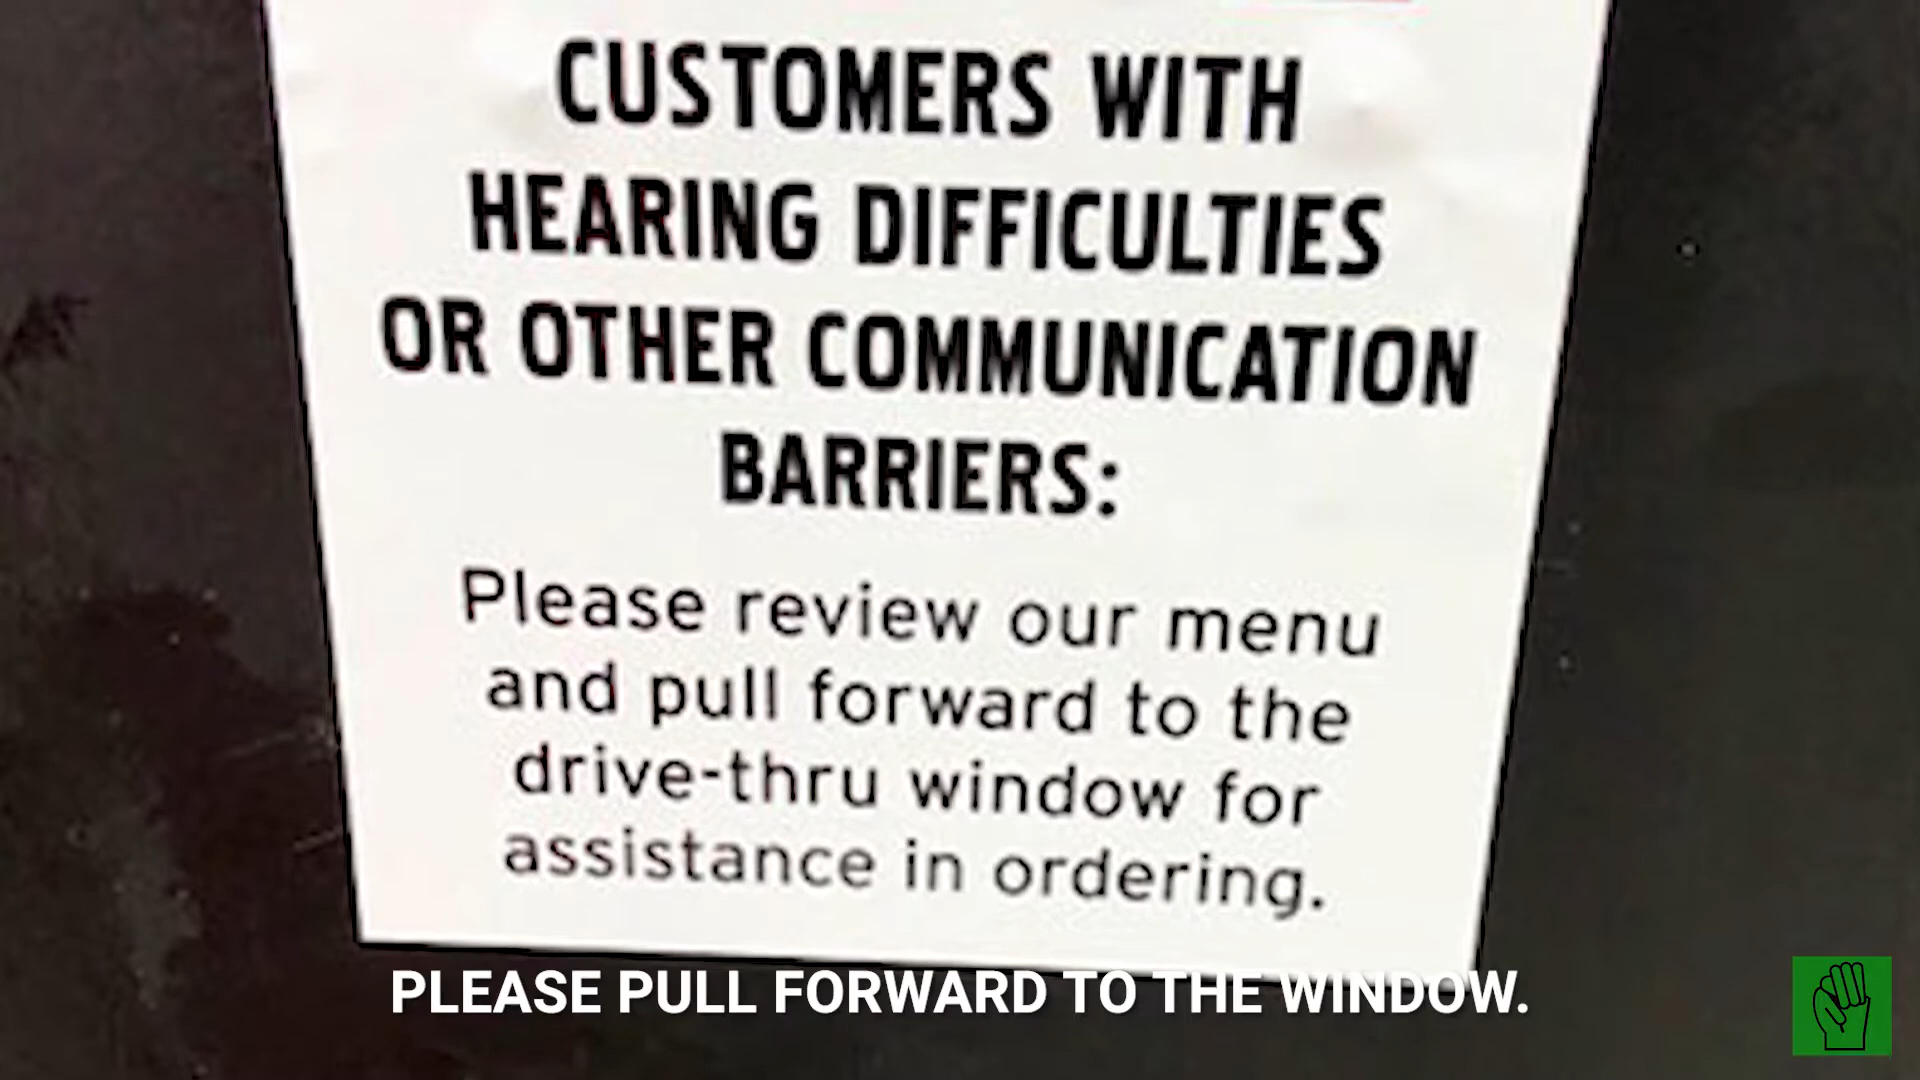 CUSTOMERS WITH
HEARING DIFFICULTIES
OR OTHER COMMUNICATION
BARRIERS:
Please review our menu
and pull forward to the
drive-thru window for
assistance in ordering.
PLEASE PULL FORWARD TO THE WINDOW.